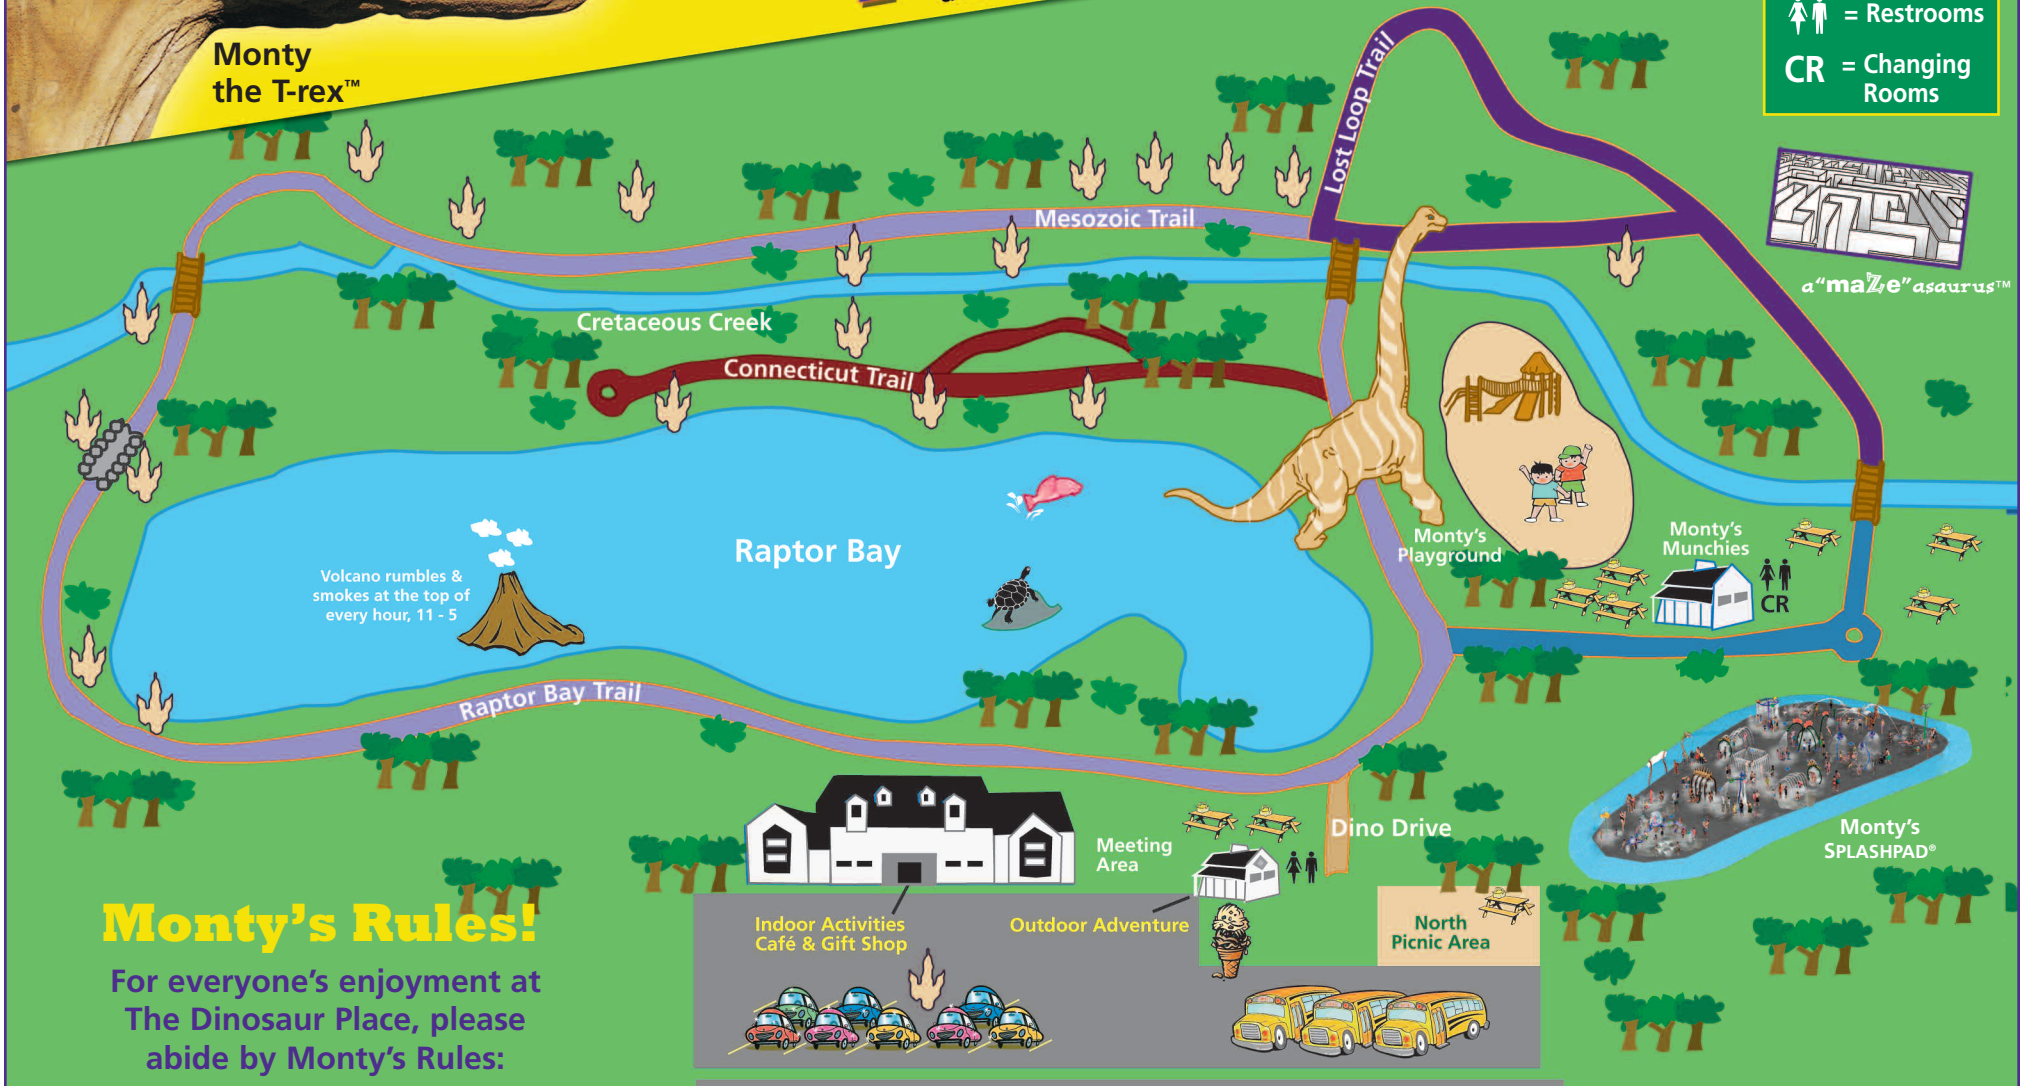 Monty
the T-rex™
= Restrooms
CR = Changing
Rooms
Lost Loop Trail
Mesozoic Trail
a“maZe”asaurus™
Cretaceous Creek
Connecticut Trail
Raptor Bay
Monty’s
Playground
Monty’s
Munchies
CR
Volcano rumbles &
smokes at the top of
every hour, 11 - 5
Raptor Bay Trail
Dino Drive
Meeting
Area
Monty’s
SPLASHPAD®
Indoor Activities
Café & Gift Shop
Outdoor Adventure
North
Picnic Area
Monty’s Rules!
For everyone’s enjoyment at
The Dinosaur Place, please
abide by Monty’s Rules: